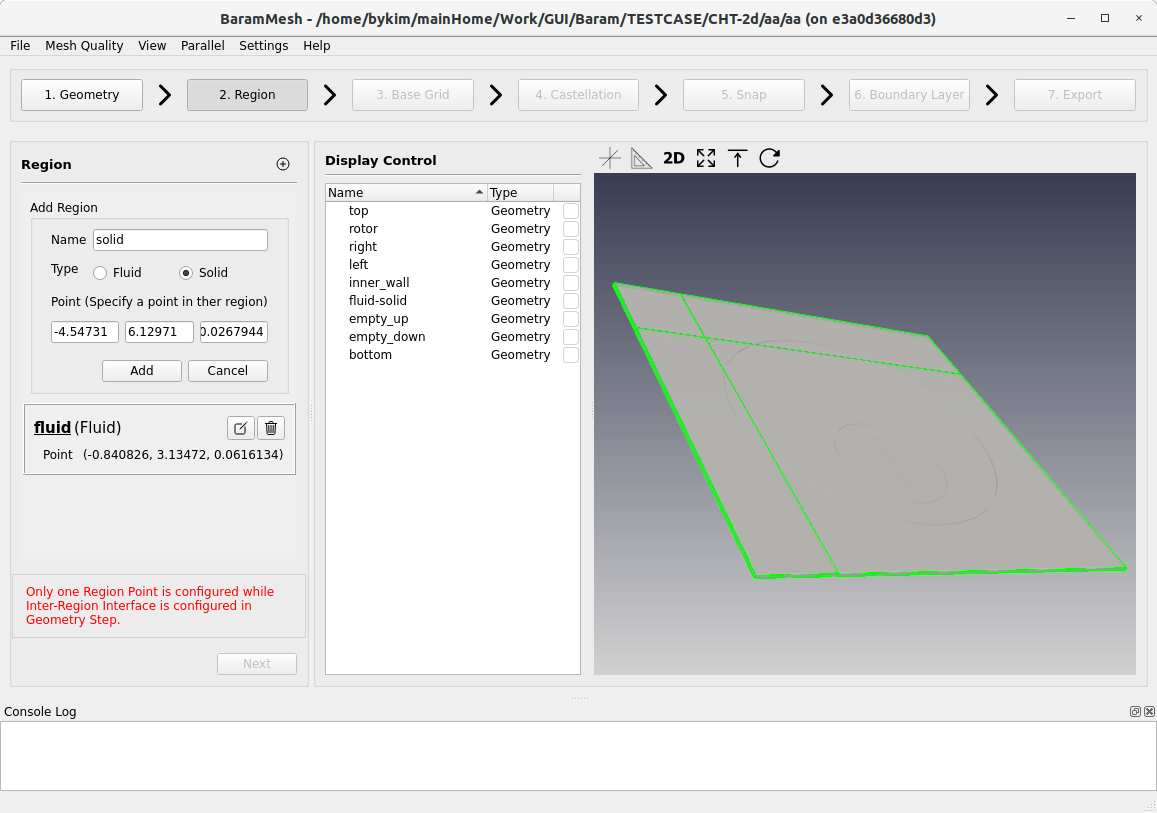 BaramMesh - /home/bykim/mainHome/Work/GUI/Baram/TESTCASE/CHT-2d/aa/aa (on e3a0d36680d3)
File Mesh Quality View Parallel Settings Help
1. Geometry 2. Region 3. Base Grid 4. Castellation 5. Snap 6. Boundary Layer 7. Export
Region
Add Region
Name solid
Type Fluid Solid
Point (Specify a point in ther region)
-4.54731 6.12971 0.0267944
Add Cancel
fluid (Fluid)
Point (-0.840826, 3.13472, 0.0616134)
Only one Region Point is configured while
Inter-Region Interface is configured in
Geometry Step.
Next
Display Control
Name Type
top Geometry
rotor Geometry
right Geometry
left Geometry
inner_wall Geometry
fluid-solid Geometry
empty_up Geometry
empty_down Geometry
bottom Geometry
2D
Console Log